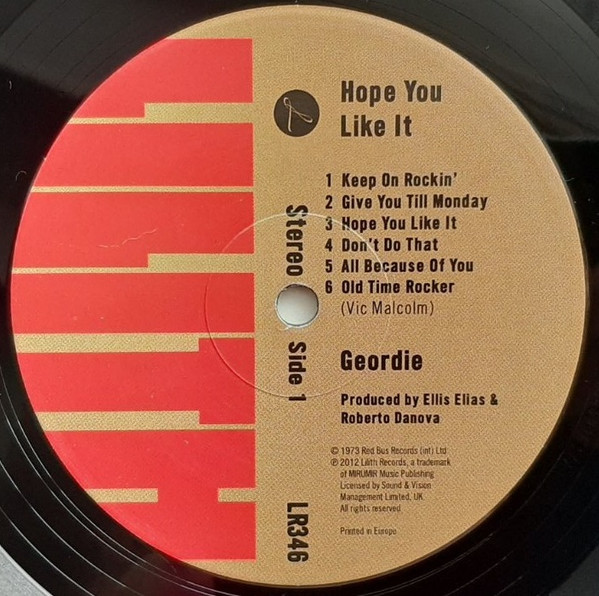 Hope You
Like It
1 Keep On Rockin'
2 Give You Till Monday
3 Hope You Like It
4 Don't Do That
5 All Because Of You
6 Old Time Rocker
(Vic Malcolm)
Geordie
Produced by Ellis Elias &
Roberto Danova
© 1973 Red Bus Records (int) Ltd
℗ 2012 Lilith Records, a trademark
of MIRUMIR Music Publishing
Licensed by Sound & Vision
Management Limited, UK
All rights reserved
Printed in Europe
Stereo Side 1
LR346